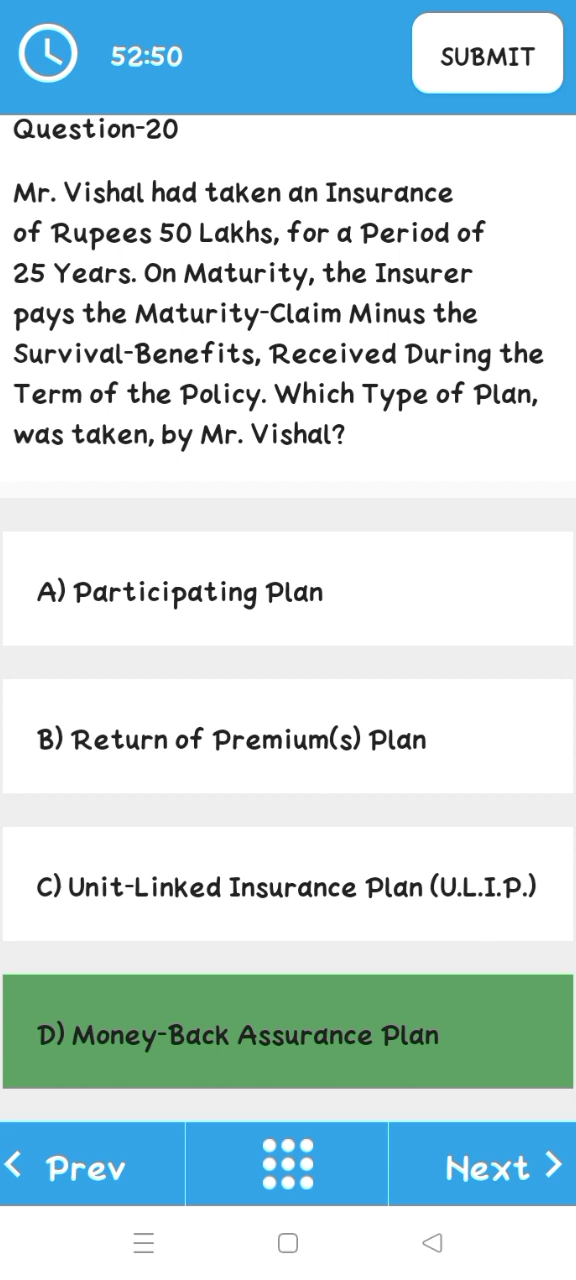 52:50
SUBMIT
Question-20
Mr. Vishal had taken an Insurance
of Rupees 50 Lakhs, for a Period of
25 Years. On Maturity, the Insurer
pays the Maturity-Claim Minus the
Survival-Benefits, Received During the
Term of the Policy. Which Type of Plan,
was taken, by Mr. Vishal?
A) Participating Plan
B) Return of Premium(s) Plan
C) Unit-Linked Insurance Plan (U.L.I.P.)
D) Money-Back Assurance Plan
Prev
Next